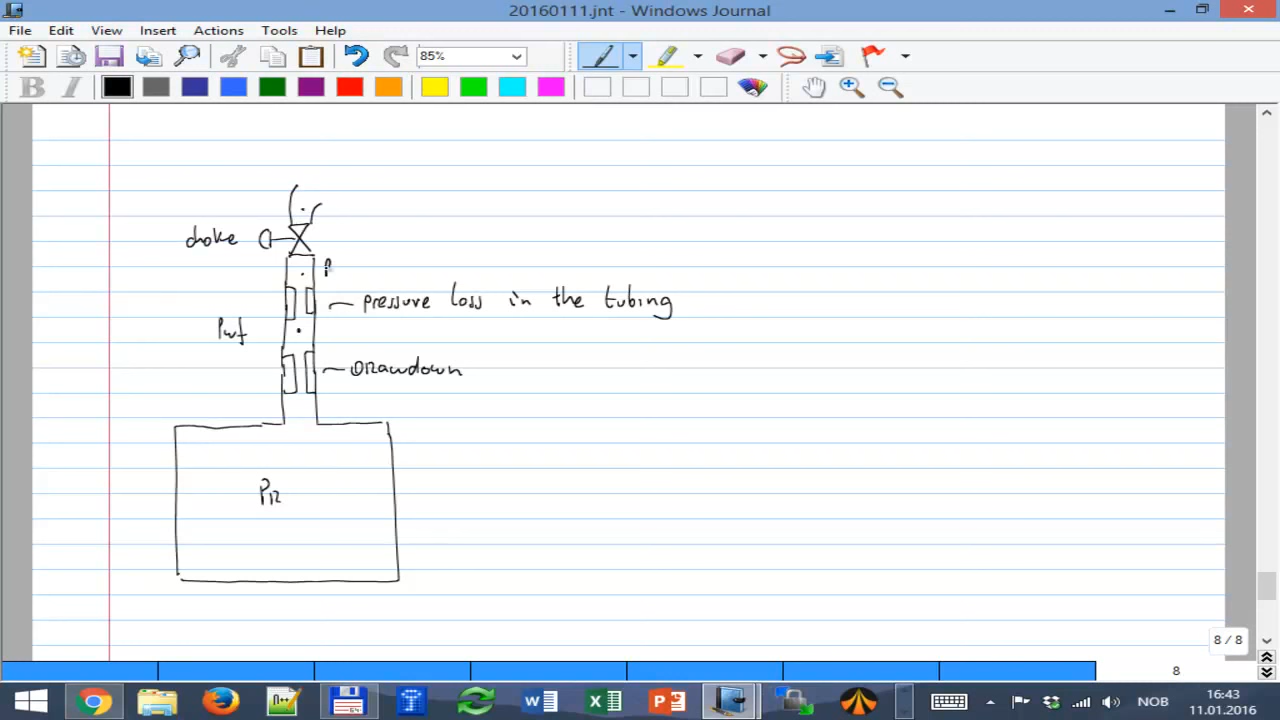 20160111.jnt - Windows Journal
File Edit View Insert Actions Tools Help
85%
B I
choke
P
pressure loss in the tubing
Pwf
Drawdown
PR
8 / 8
8
NOB
16:43
11.01.2016